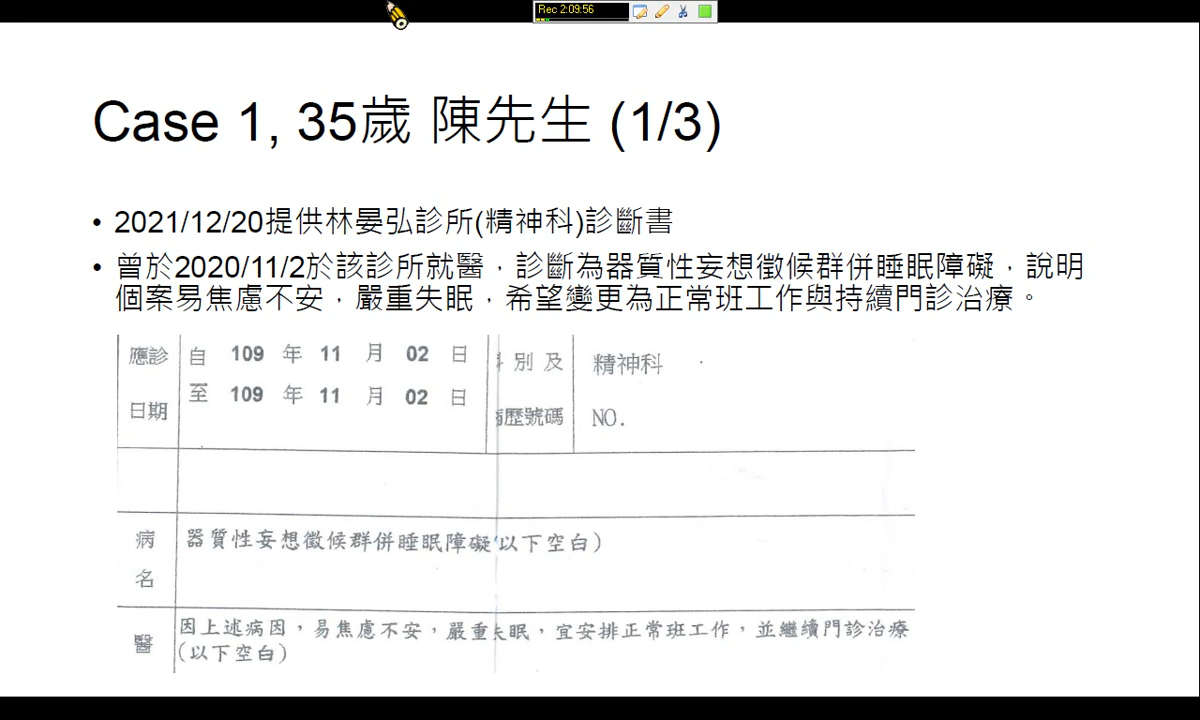 Rec 2:09:56
Case 1, 35歲 陳先生 (1/3)
• 2021/12/20提供林晏弘診所(精神科)診斷書
• 曾於2020/11/2於該診所就醫，診斷為器質性妄想徵候群併睡眠障礙，說明
個案易焦慮不安，嚴重失眠，希望變更為正常班工作與持續門診治療。
應診 自 109 年 11 月 02 日 別及 精神科
日期 至 109 年 11 月 02 日 歷號碼 NO.
病 器質性妄想徵候群併睡眠障礙 以下空白)
名
醫 因上述病因，易焦慮不安，嚴重失眠，宜安排正常班工作，並繼續門診治療
(以下空白)